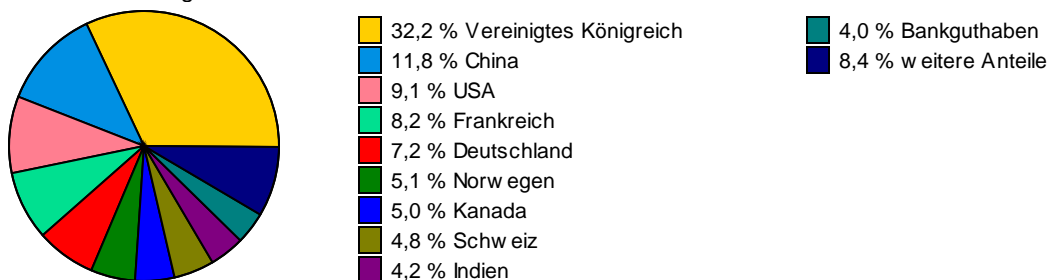 32,2 % Vereinigtes Königreich
11,8 % China
9,1 % USA
8,2 % Frankreich
7,2 % Deutschland
5,1 % Norwegen
5,0 % Kanada
4,8 % Schweiz
4,2 % Indien
4,0 % Bankguthaben
8,4 % weitere Anteile